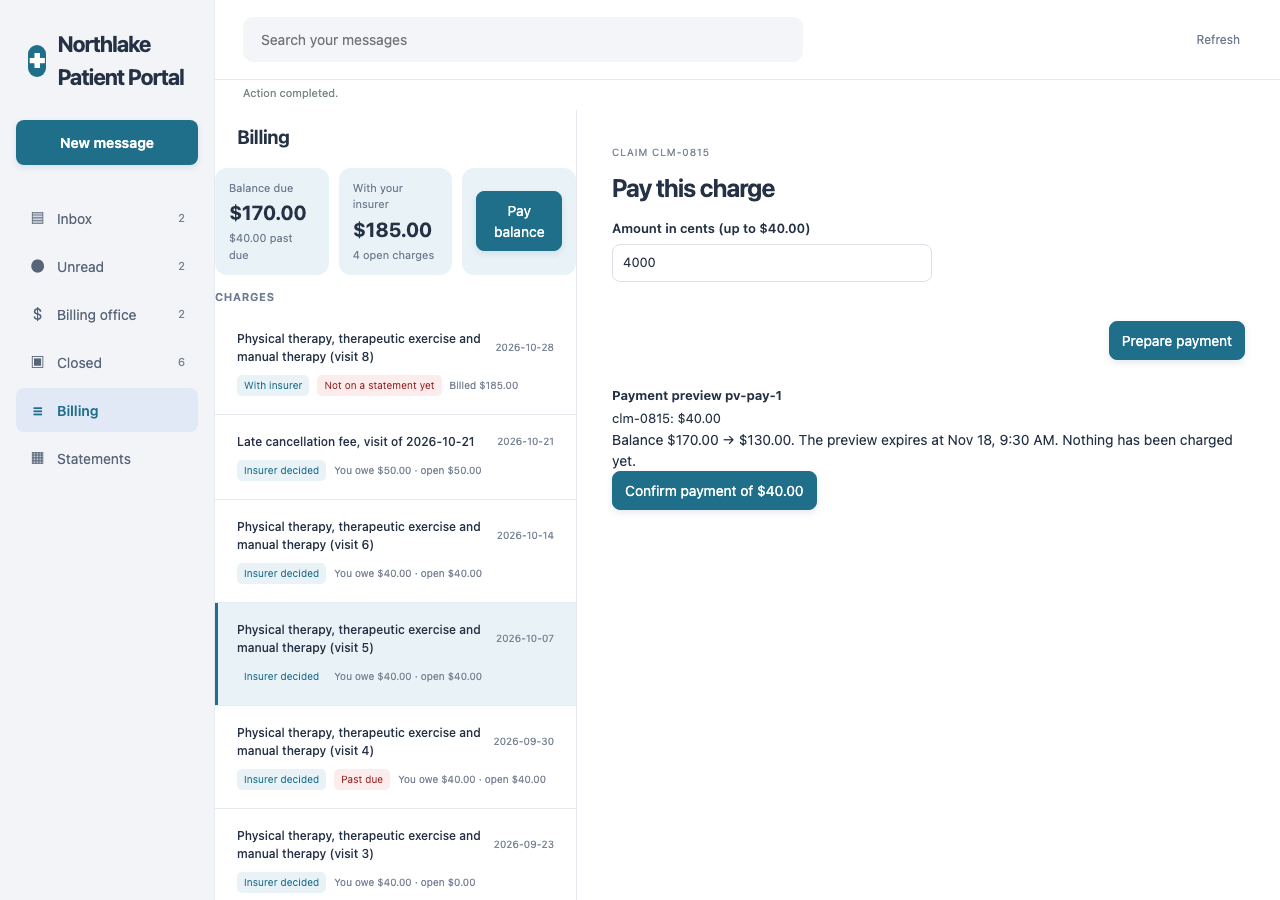 Northlake
Patient Portal
New message
Inbox 2
Unread 2
Billing office 2
Closed 6
Billing
Statements
Search your messages
Refresh
Action completed.
Billing
Balance due
$170.00
$40.00 past
due
With your
insurer
$185.00
4 open charges
Pay
balance
CHARGES
Physical therapy, therapeutic exercise and
manual therapy (visit 8)
2026-10-28
With insurer Not on a statement yet Billed $185.00
Late cancellation fee, visit of 2026-10-21 2026-10-21
Insurer decided You owe $50.00 · open $50.00
Physical therapy, therapeutic exercise and
manual therapy (visit 6)
2026-10-14
Insurer decided You owe $40.00 · open $40.00
Physical therapy, therapeutic exercise and
manual therapy (visit 5)
2026-10-07
Insurer decided You owe $40.00 · open $40.00
Physical therapy, therapeutic exercise and
manual therapy (visit 4)
2026-09-30
Insurer decided Past due You owe $40.00 · open $40.00
Physical therapy, therapeutic exercise and
manual therapy (visit 3)
2026-09-23
Insurer decided You owe $40.00 · open $0.00
CLAIM CLM-0815
Pay this charge
Amount in cents (up to $40.00)
4000
Prepare payment
Payment preview pv-pay-1
clm-0815: $40.00
Balance $170.00 → $130.00. The preview expires at Nov 18, 9:30 AM. Nothing has been charged
yet.
Confirm payment of $40.00